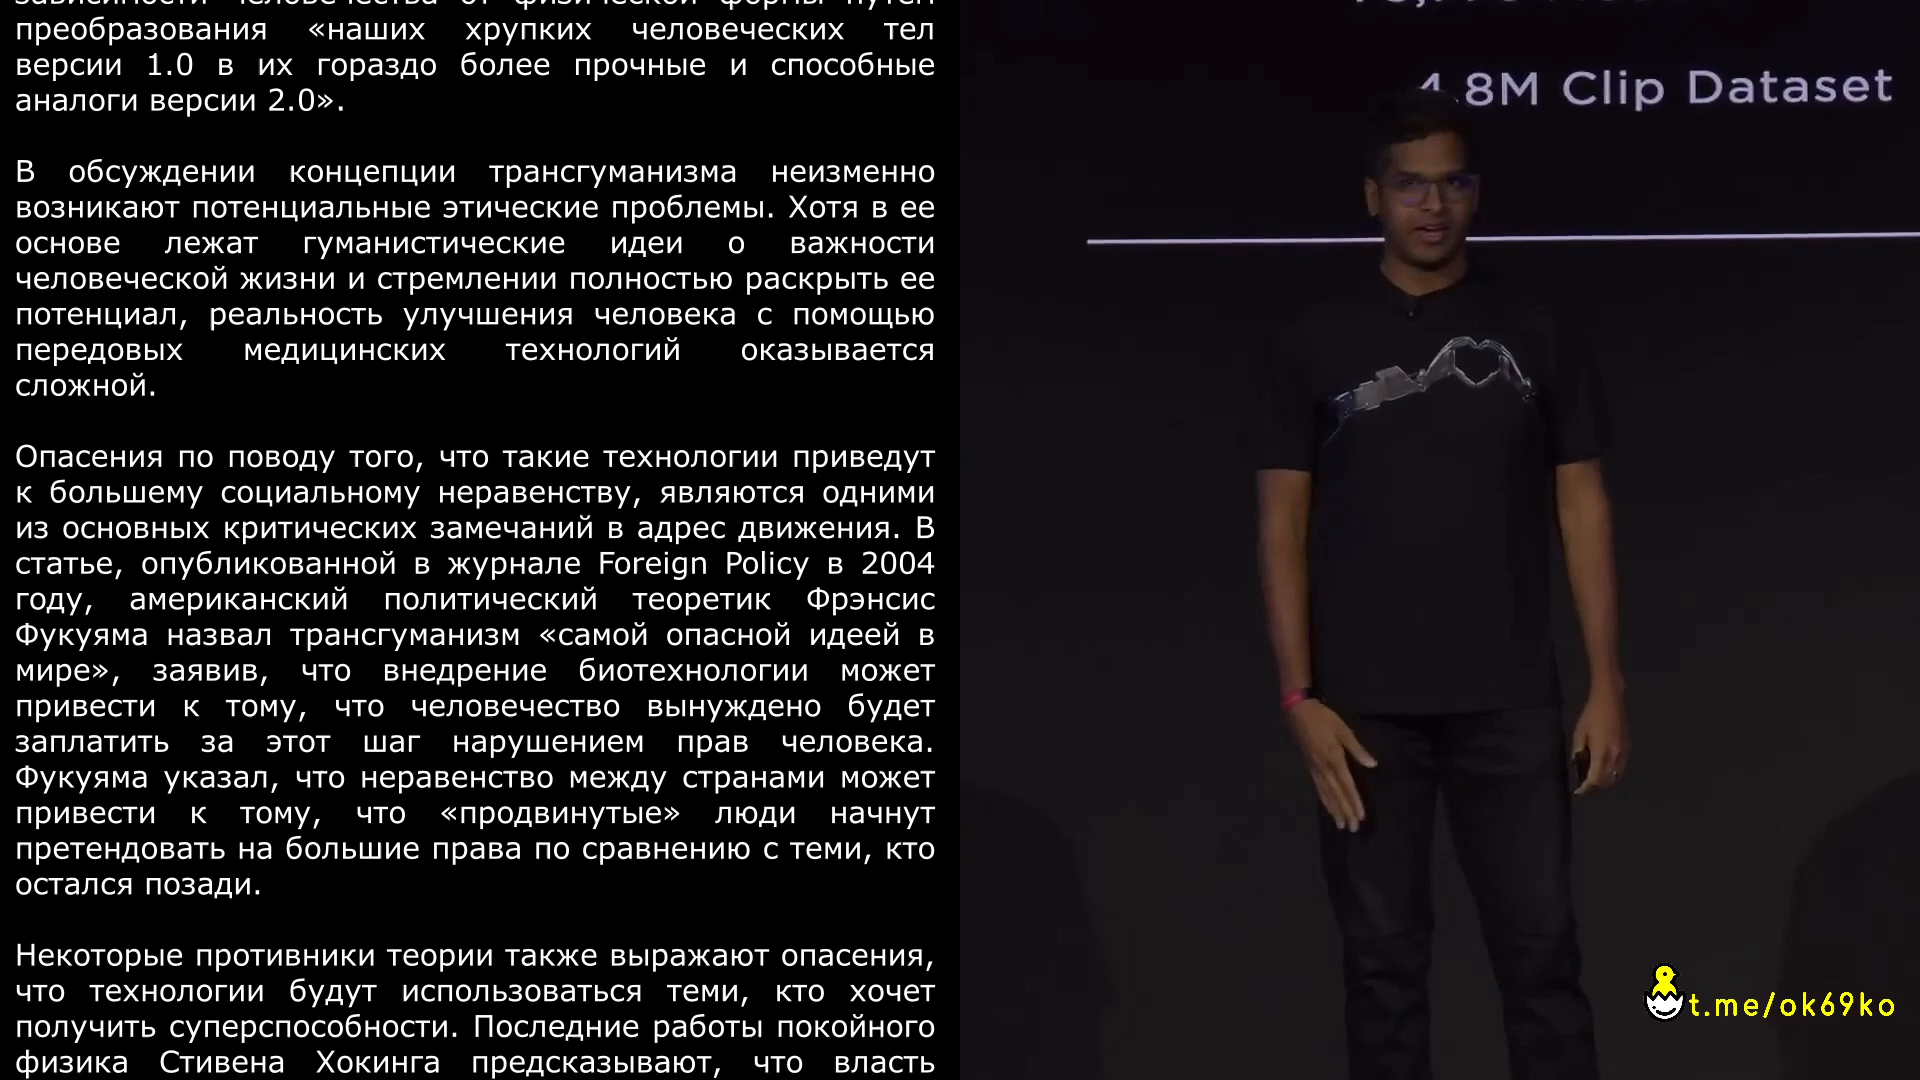 преобразования «наших хрупких человеческих тел
версии 1.0 в их гораздо более прочные и способные
аналоги версии 2.0».
В обсуждении концепции трансгуманизма неизменно
возникают потенциальные этические проблемы. Хотя в ее
основе лежат гуманистические идеи о важности
человеческой жизни и стремлении полностью раскрыть ее
потенциал, реальность улучшения человека с помощью
передовых медицинских технологий оказывается
сложной.
Опасения по поводу того, что такие технологии приведут
к большему социальному неравенству, являются одними
из основных критических замечаний в адрес движения. В
статье, опубликованной в журнале Foreign Policy в 2004
году, американский политический теоретик Фрэнсис
Фукуяма назвал трансгуманизм «самой опасной идеей в
мире», заявив, что внедрение биотехнологии может
привести к тому, что человечество вынуждено будет
заплатить за этот шаг нарушением прав человека.
Фукуяма указал, что неравенство между странами может
привести к тому, что «продвинутые» люди начнут
претендовать на большие права по сравнению с теми, кто
остался позади.
Некоторые противники теории также выражают опасения,
что технологии будут использоваться теми, кто хочет
получить суперспособности. Последние работы покойного
физика Стивена Хокинга предсказывают, что власть
4.8M Clip Dataset
t.me/ok69ko